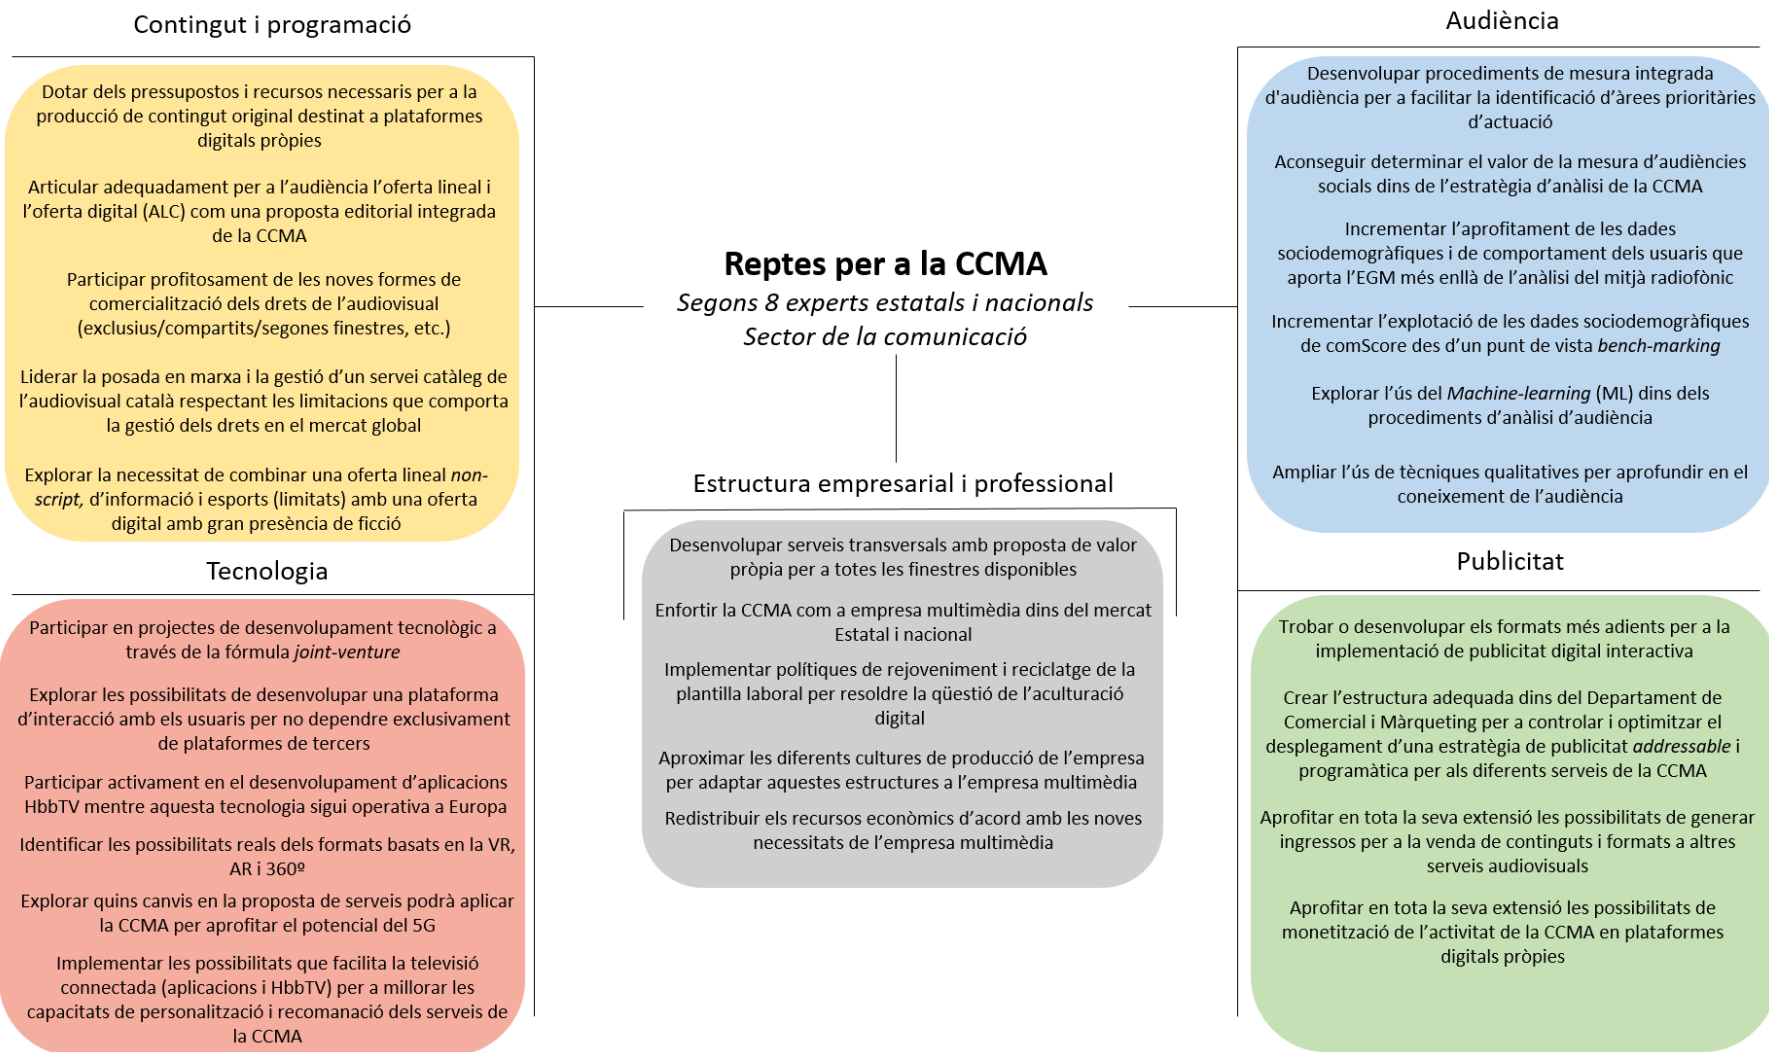 Contingut i programació
Dotar dels pressupostos i recursos necessaris per a la
producció de contingut original destinat a plataformes
digitals pròpies
Articular adequadament per a l’audiència l’oferta lineal i
l’oferta digital (ALC) com una proposta editorial integrada
de la CCMA
Participar profitosament de les noves formes de
comercialització dels drets de l’audiovisual
(exclusius/compartits/segones finestres, etc.)
Liderar la posada en marxa i la gestió d’un servei catàleg de
l’audiovisual català respectant les limitacions que comporta
la gestió dels drets en el mercat global
Explorar la necessitat de combinar una oferta lineal non-
script, d’informació i esports (limitats) amb una oferta
digital amb gran presència de ficció
Tecnologia
Participar en projectes de desenvolupament tecnològic a
través de la fórmula joint-venture
Explorar les possibilitats de desenvolupar una plataforma
d’interacció amb els usuaris per no dependre exclusivament
de plataformes de tercers
Participar activament en el desenvolupament d’aplicacions
HbbTV mentre aquesta tecnologia sigui operativa a Europa
Identificar les possibilitats reals dels formats basats en la VR,
AR i 360º
Explorar quins canvis en la proposta de serveis podrà aplicar
la CCMA per aprofitar el potencial del 5G
Implementar les possibilitats que facilita la televisió
connectada (aplicacions i HbbTV) per a millorar les
capacitats de personalització i recomanació dels serveis de
la CCMA
Reptes per a la CCMA
Segons 8 experts estatals i nacionals
Sector de la comunicació
Estructura empresarial i professional
Desenvolupar serveis transversals amb proposta de valor
pròpia per a totes les finestres disponibles
Enfortir la CCMA com a empresa multimèdia dins del mercat
Estatal i nacional
Implementar polítiques de rejoveniment i reciclatge de la
plantilla laboral per resoldre la qüestió de l’aculturació
digital
Aproximar les diferents cultures de producció de l’empresa
per adaptar aquestes estructures a l’empresa multimèdia
Redistribuir els recursos econòmics d’acord amb les noves
necessitats de l’empresa multimèdia
Audiència
Desenvolupar procediments de mesura integrada
d'audiència per a facilitar la identificació d’àrees prioritàries
d’actuació
Aconseguir determinar el valor de la mesura d’audiències
socials dins de l’estratègia d’anàlisi de la CCMA
Incrementar l’aprofitament de les dades
sociodemogràfiques i de comportament dels usuaris que
aporta l’EGM més enllà de l’anàlisi del mitjà radiofònic
Incrementar l’explotació de les dades sociodemogràfiques
de comScore des d’un punt de vista bench-marking
Explorar l’ús del Machine-learning (ML) dins dels
procediments d’anàlisi d’audiència
Ampliar l’ús de tècniques qualitatives per aprofundir en el
coneixement de l’audiència
Publicitat
Trobar o desenvolupar els formats més adients per a la
implementació de publicitat digital interactiva
Crear l’estructura adequada dins del Departament de
Comercial i Màrqueting per a controlar i optimitzar el
desplegament d’una estratègia de publicitat addressable i
programàtica per als diferents serveis de la CCMA
Aprofitar en tota la seva extensió les possibilitats de generar
ingressos per a la venda de continguts i formats a altres
serveis audiovisuals
Aprofitar en tota la seva extensió les possibilitats de
monetització de l’activitat de la CCMA en plataformes
digitals pròpies